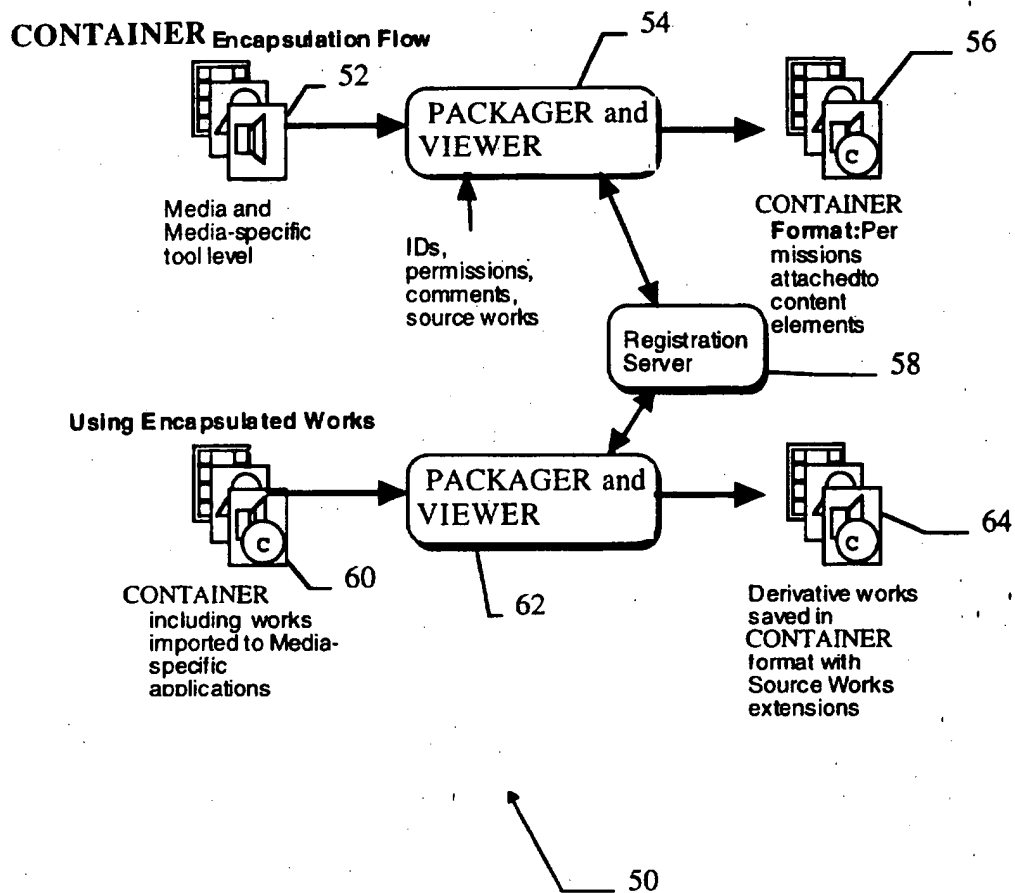 CONTAINER Encapsulation Flow
54
56
52
PACKAGER and
VIEWER
C
Media and
Media-specific
tool level
IDs,
permissions,
comments,
source works
CONTAINER
Format:Per
missions
attachedto
content
elements
Registration
Server
58
Using Encapsulated Works
PACKAGER and
VIEWER
C
60
62
C
64
CONTAINER
including works
imported to Media-
specific
applications
Derivative works
saved in
CONTAINER
format with
Source Works
extensions
50